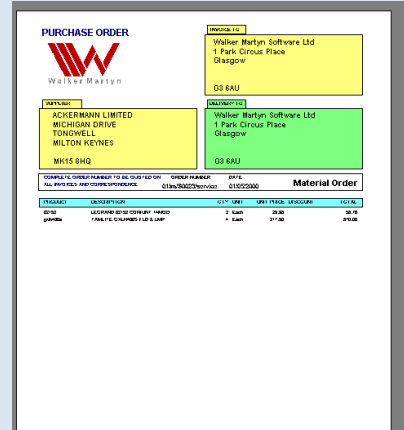 PURCHASE ORDER
INVOICE TO
Walker Martyn Software Ltd
1 Park Circus Place
Glasgow
G3 6AU
Walker Martyn
SUPPLIER
ACKERMANN LIMITED
MICHIGAN DRIVE
TONGWELL
MILTON KEYNES
MK15 8HQ
DELIVERY TO
Walker Martyn Software Ltd
1 Park Circus Place
Glasgow
G3 6AU
COMPLETE ORDER NUMBER TO BE QUOTED ON
ALL INVOICES AND CORRESPONDENCE.
ORDER NUMBER DATE
01/05/2000
Material Order
PRODUCT DESCRIPTION QTY UNIT UNIT PRICE DISCOUNT TOTAL
2 Each
4 Each